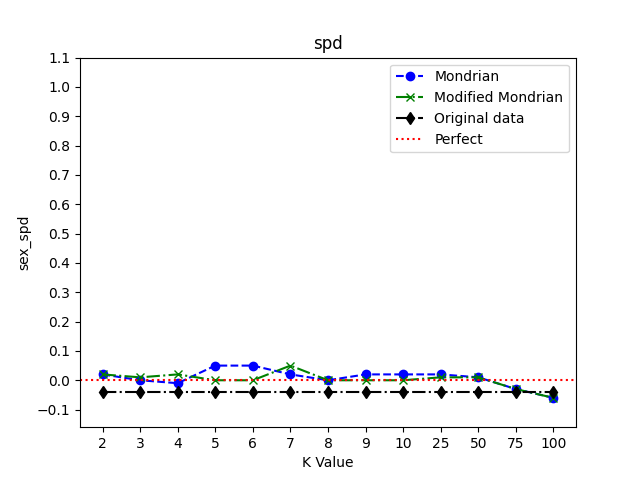 spd
1.1
1.0
0.9
0.8
0.7
0.6
0.5
0.4
0.3
0.2
0.1
0.0
−0.1
sex_spd
Mondrian
Modified Mondrian
Original data
Perfect
2 3 4 5 6 7 8 9 10 25 50 75 100
K Value